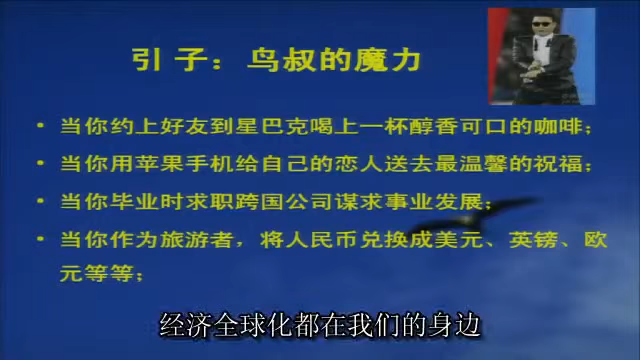 引 子：鸟叔的魔力
• 当你约上好友到星巴克喝上一杯醇香可口的咖啡；
• 当你用苹果手机给自己的恋人送去最温馨的祝福；
• 当你毕业时求职跨国公司谋求事业发展；
• 当你作为旅游者，将人民币兑换成美元、英镑、欧
元等等；
经济全球化都在我们的身边